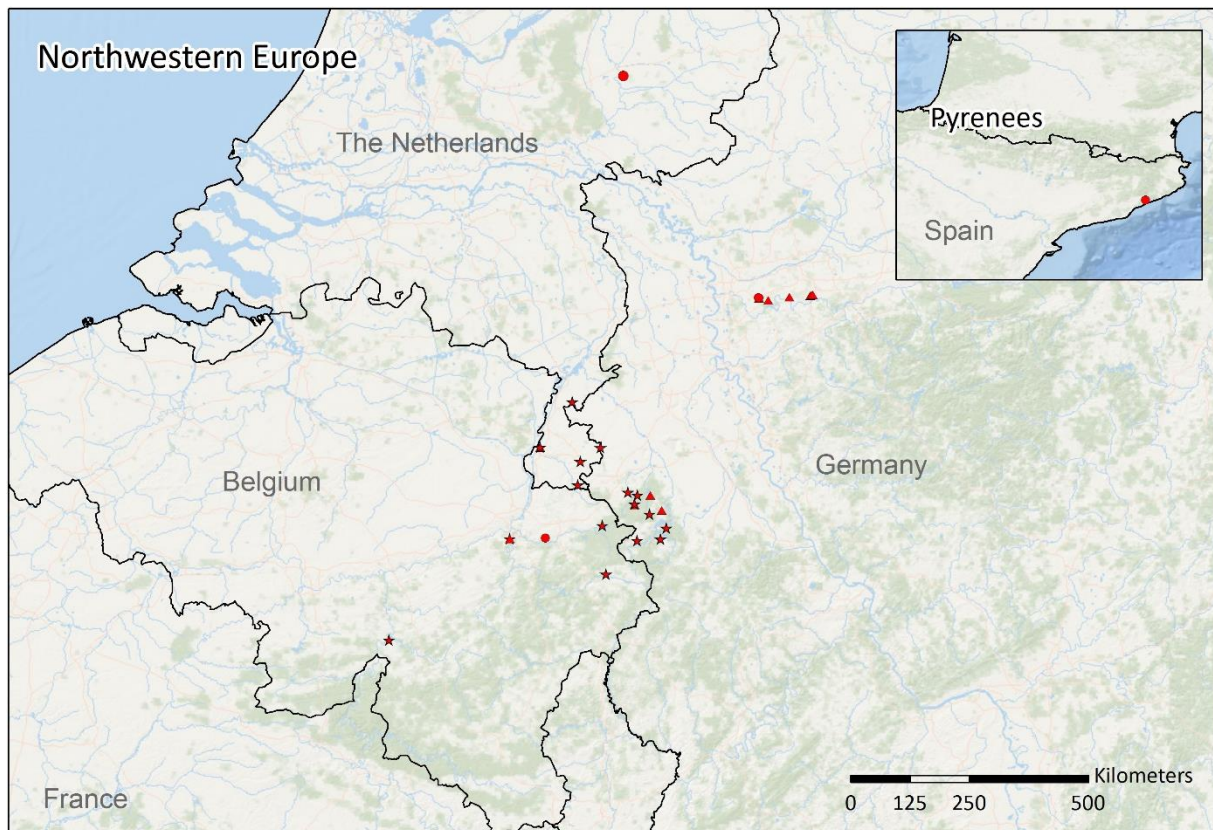 Northwestern Europe
Pyrenees
Spain
The Netherlands
Belgium
Germany
France
Kilometers
0 125 250 500